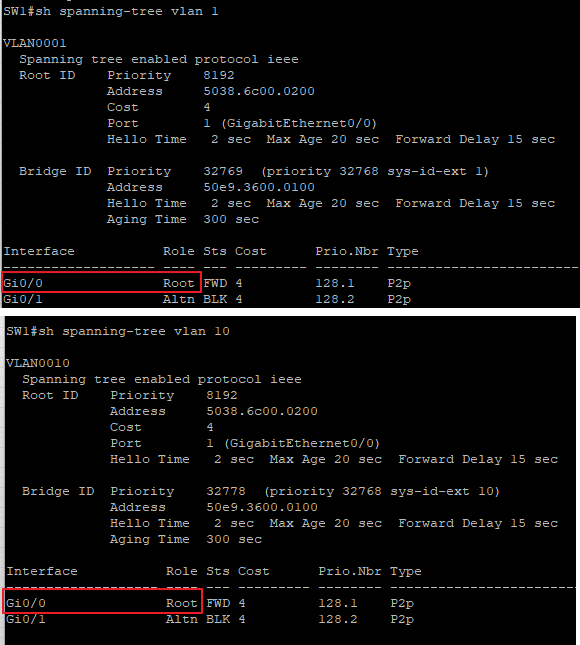 SW1#sh spanning-tree vlan 1
VLAN0001
Spanning tree enabled protocol ieee
Root ID Priority 8192
Address 5038.6c00.0200
Cost 4
Port 1 (GigabitEthernet0/0)
Hello Time 2 sec Max Age 20 sec Forward Delay 15 sec
Bridge ID Priority 32769 (priority 32768 sys-id-ext 1)
Address 50e9.3600.0100
Hello Time 2 sec Max Age 20 sec Forward Delay 15 sec
Aging Time 300 sec
Interface Role Sts Cost Prio.Nbr Type
------------------- ---- --- --------- -------- --------------------------------
Gi0/0 Root FWD 4 128.1 P2p
Gi0/1 Altn BLK 4 128.2 P2p
SW1#sh spanning-tree vlan 10
VLAN0010
Spanning tree enabled protocol ieee
Root ID Priority 8192
Address 5038.6c00.0200
Cost 4
Port 1 (GigabitEthernet0/0)
Hello Time 2 sec Max Age 20 sec Forward Delay 15 sec
Bridge ID Priority 32778 (priority 32768 sys-id-ext 10)
Address 50e9.3600.0100
Hello Time 2 sec Max Age 20 sec Forward Delay 15 sec
Aging Time 300 sec
Interface Role Sts Cost Prio.Nbr Type
------------------- ---- --- --------- -------- --------------------------------
Gi0/0 Root FWD 4 128.1 P2p
Gi0/1 Altn BLK 4 128.2 P2p